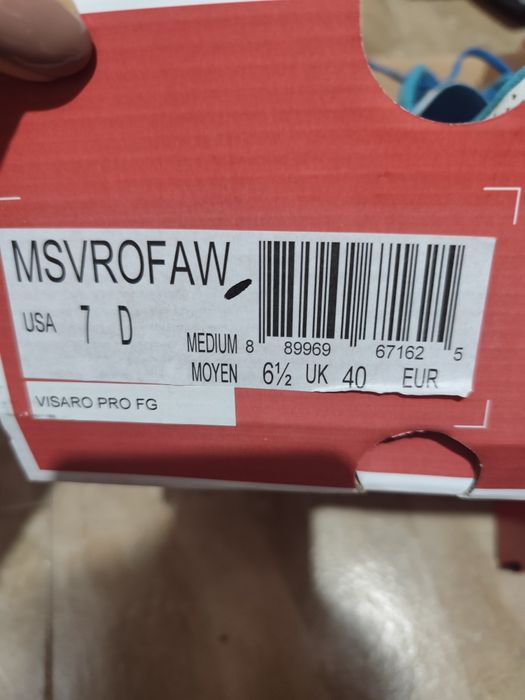 MSVROFAW
USA 7 D
MEDIUM 8 89969 67162 5
MOYEN 6½ UK 40 EUR
VISARO PRO FG